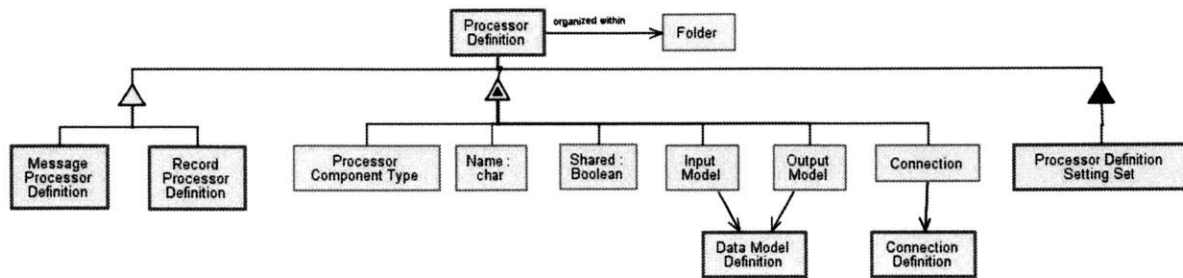 Processor
Definition
organized within
Folder
Message
Processor
Definition
Record
Processor
Definition
Processor
Component Type
Name :
char
Shared :
Boolean
Input
Model
Output
Model
Connection
Processor Definition
Setting Set
Data Model
Definition
Connection
Definition